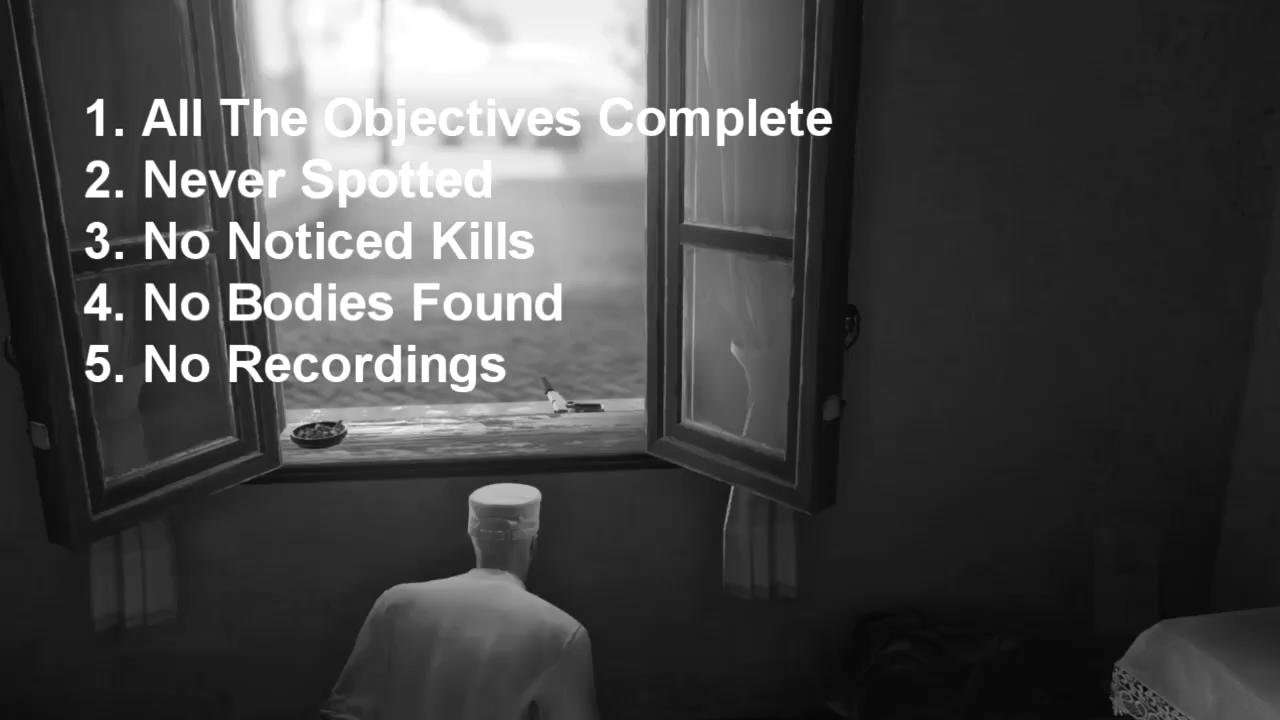 1. All The Objectives Complete
2. Never Spotted
3. No Noticed Kills
4. No Bodies Found
5. No Recordings